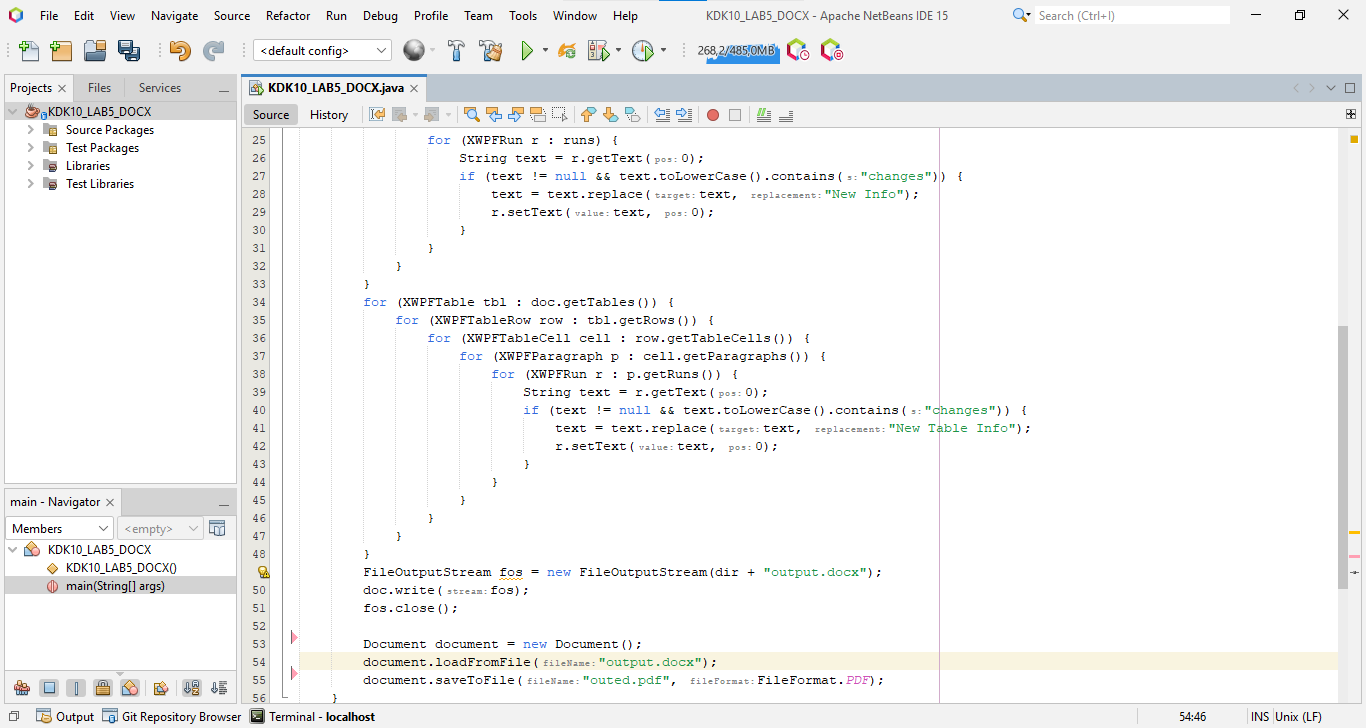 File Edit View Navigate Source Refactor Run Debug Profile Team Tools Window Help KDK10_LAB5_DOCX - Apache NetBeans IDE 15 Search (Ctrl+I)
<default config> 268,2/485,0MB
Projects Files Services
KDK10_LAB5_DOCX
Source Packages
Test Packages
Libraries
Test Libraries
main - Navigator
Members <empty>
KDK10_LAB5_DOCX
KDK10_LAB5_DOCX()
main(String[] args)
KDK10_LAB5_DOCX.java
Source History
25 for (XWPFRun r : runs) {
26 String text = r.getText(pos:0);
27 if (text != null && text.toLowerCase().contains(s:"changes")) {
28 text = text.replace(target:text, replacement:"New Info");
29 r.setText(value:text, pos:0);
30 }
31 }
32 }
33 }
34 for (XWPFTable tbl : doc.getTables()) {
35 for (XWPFTableRow row : tbl.getRows()) {
36 for (XWPFTableCell cell : row.getTableCells()) {
37 for (XWPFParagraph p : cell.getParagraphs()) {
38 for (XWPFRun r : p.getRuns()) {
39 String text = r.getText(pos:0);
40 if (text != null && text.toLowerCase().contains(s:"changes")) {
41 text = text.replace(target:text, replacement:"New Table Info");
42 r.setText(value:text, pos:0);
43 }
44 }
45 }
46 }
47 }
48 }
FileOutputStream fos = new FileOutputStream(dir + "output.docx");
50 doc.write(stream:fos);
51 fos.close();
52
53 Document document = new Document();
54 document.loadFromFile(fileName:"output.docx");
55 document.saveToFile(fileName:"outed.pdf", fileFormat:FileFormat.PDF);
56 }
Output Git Repository Browser Terminal - localhost 54:46 INS Unix (LF)